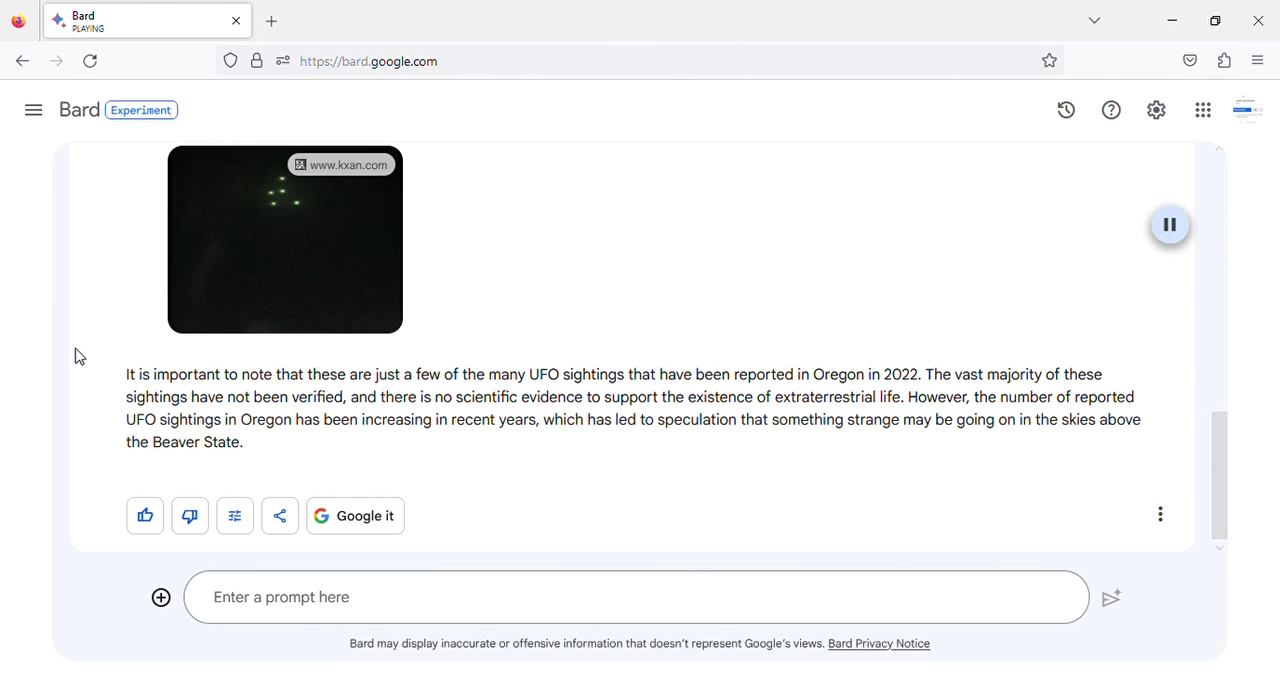 Bard
PLAYING
https://bard.google.com
Bard Experiment
www.kxan.com
It is important to note that these are just a few of the many UFO sightings that have been reported in Oregon in 2022. The vast majority of these
sightings have not been verified, and there is no scientific evidence to support the existence of extraterrestrial life. However, the number of reported
UFO sightings in Oregon has been increasing in recent years, which has led to speculation that something strange may be going on in the skies above
the Beaver State.
Google it
Enter a prompt here
Bard may display inaccurate or offensive information that doesn't represent Google's views. Bard Privacy Notice